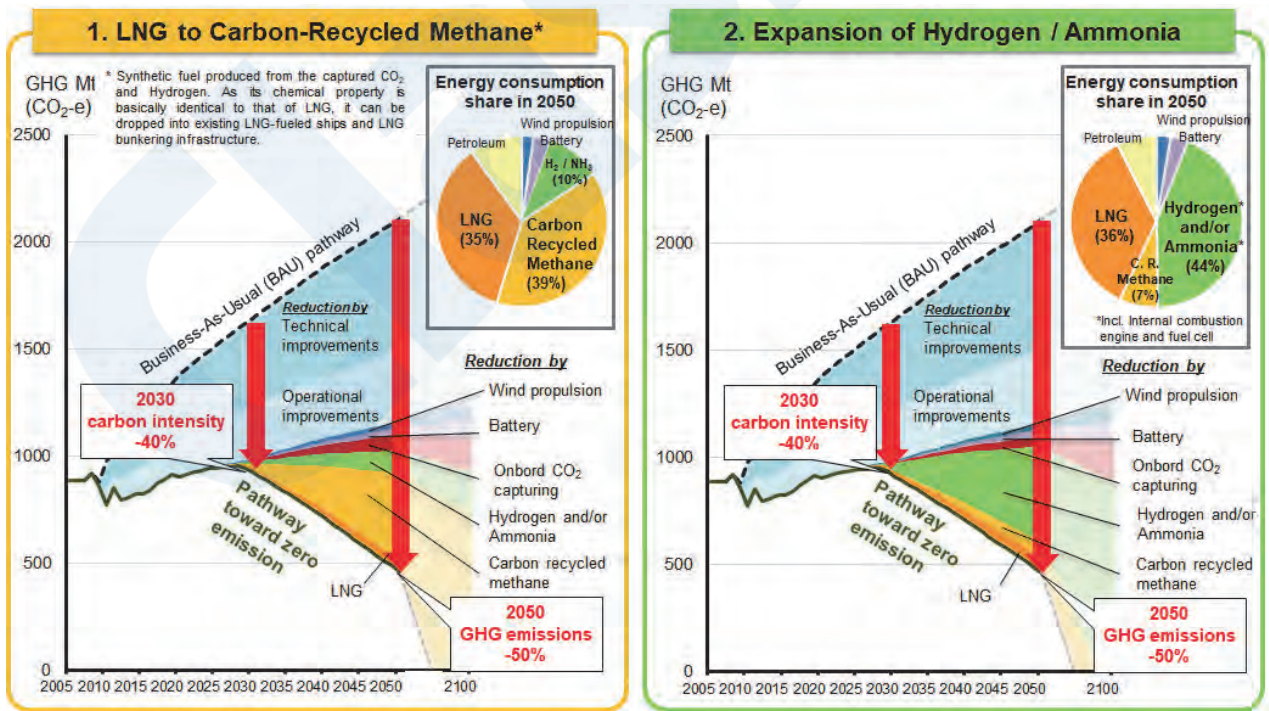 1. LNG to Carbon-Recycled Methane*
GHG Mt
(CO2-e)
* Synthetic fuel produced from the captured CO2
and Hydrogen. As its chemical property is
basically identical to that of LNG, it can be
dropped into existing LNG-fueled ships and LNG
bunkering infrastructure.
Energy consumption
share in 2050
Wind propulsion
Petroleum
Battery
H2 / NH3
(10%)
LNG
(35%)
Carbon
Recycled
Methane
(39%)
2500
2000
1500
1000
500
0
Business-As-Usual (BAU) pathway
Reduction by
Technical
improvements
Operational
improvements
2030
carbon intensity
-40%
Pathway
toward zero
emission
Reduction by
Wind propulsion
Battery
Onbord CO2
capturing
Hydrogen and/or
Ammonia
Carbon recycled
methane
LNG
2050
GHG emissions
-50%
2005 2010 2015 2020 2025 2030 2035 2040 2045 2050 2100
2. Expansion of Hydrogen / Ammonia
GHG Mt
(CO2-e)
Energy consumption
share in 2050
Wind propulsion
Petroleum
Battery
LNG
(36%)
Hydrogen*
and/or
Ammonia*
(44%)
C. R.
Methane
(7%)
*Incl. Internal combustion
engine and fuel cell
2500
2000
1500
1000
500
0
Business-As-Usual (BAU) pathway
Reduction by
Technical
improvements
Operational
improvements
2030
carbon intensity
-40%
Pathway
toward zero
emission
Reduction by
Wind propulsion
Battery
Onbord CO2
capturing
Hydrogen and/or
Ammonia
Carbon recycled
methane
LNG
2050
GHG emissions
-50%
2005 2010 2015 2020 2025 2030 2035 2040 2045 2050 2100